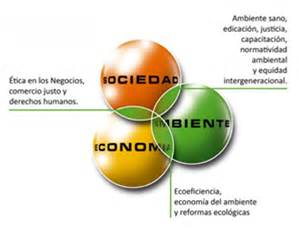 Ambiente sano,
edicación, justicia,
capacitación,
normatividad
ambiental
y equidad
intergeneracional.
Ética en los Negocios,
comercio justo y
derechos humanos.
SOCIEDAD
AMBIENTE
ECONOMI
Ecoeficiencia,
economía del ambiente
y reformas ecológicas